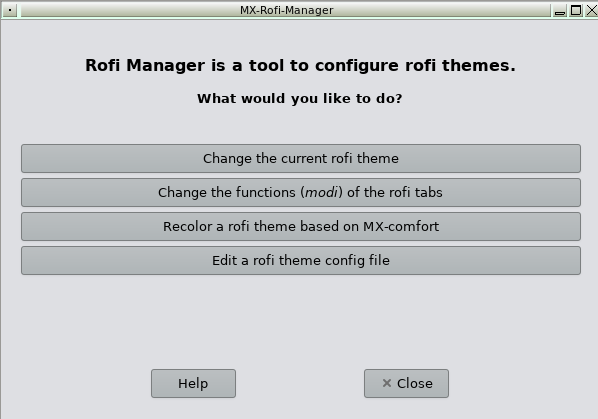 MX-Rofi-Manager
Rofi Manager is a tool to configure rofi themes.
What would you like to do?
Change the current rofi theme
Change the functions (modi) of the rofi tabs
Recolor a rofi theme based on MX-comfort
Edit a rofi theme config file
Help
Close